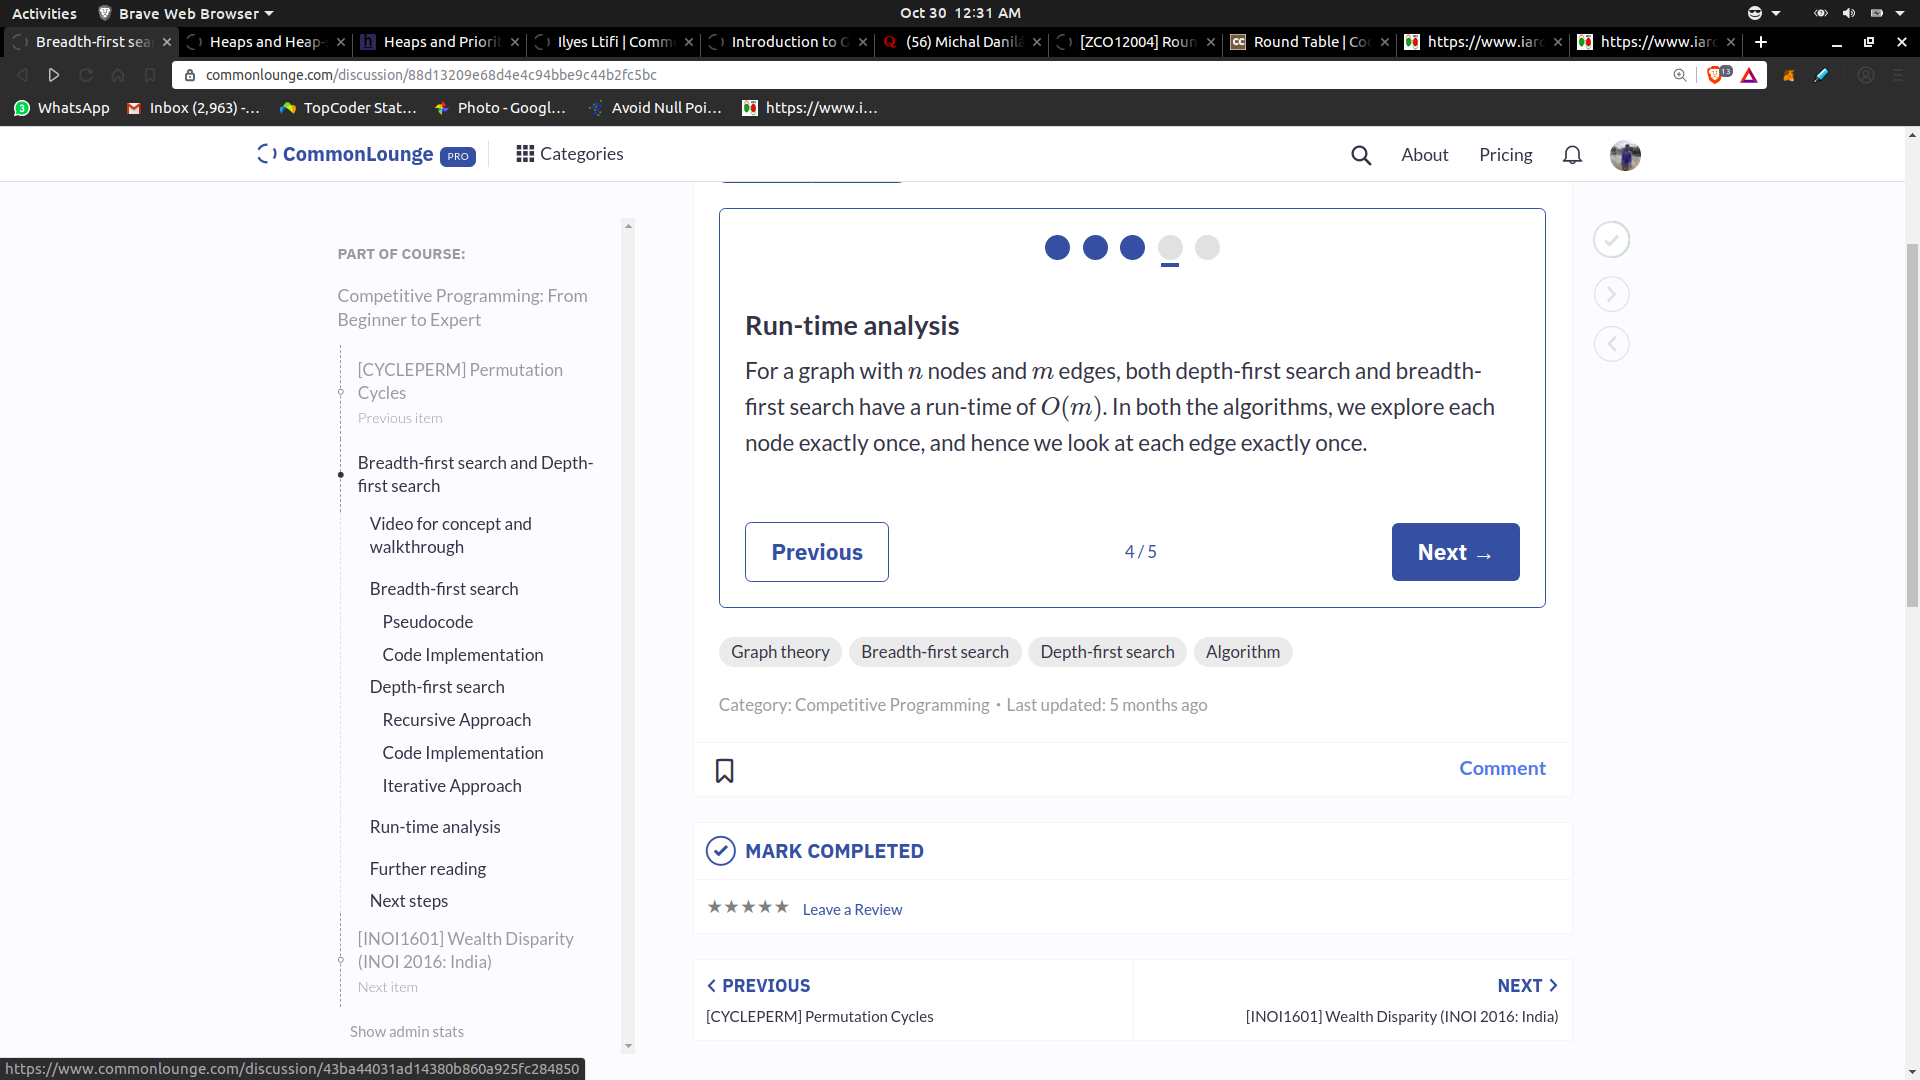 Activities
Brave Web Browser
Oct 30 12:31 AM
Breadth-first sea
Heaps and Heap-
Heaps and Priori
Ilyes Ltifi | Comm
Introduction to G
(56) Michal Danilá
[ZCO12004] Roun
Round Table | Co
https://www.iarc
https://www.iarc
commonlounge.com/discussion/88d13209e68d4e4c94bbe9c44b2fc5bc
13
WhatsApp
Inbox (2,963) -...
TopCoder Stat...
Photo - Googl...
Avoid Null Poi...
https://www.i...
CommonLounge PRO
Categories
About
Pricing
PART OF COURSE:
Competitive Programming: From
Beginner to Expert
[CYCLEPERM] Permutation
Cycles
Previous item
Breadth-first search and Depth-
first search
Video for concept and
walkthrough
Breadth-first search
Pseudocode
Code Implementation
Depth-first search
Recursive Approach
Code Implementation
Iterative Approach
Run-time analysis
Further reading
Next steps
[INOI1601] Wealth Disparity
(INOI 2016: India)
Next item
Show admin stats
Run-time analysis
For a graph with n nodes and m edges, both depth-first search and breadth-
first search have a run-time of O(m). In both the algorithms, we explore each
node exactly once, and hence we look at each edge exactly once.
Previous
4 / 5
Next →
Graph theory
Breadth-first search
Depth-first search
Algorithm
Category: Competitive Programming • Last updated: 5 months ago
Comment
MARK COMPLETED
★★★★★ Leave a Review
PREVIOUS
[CYCLEPERM] Permutation Cycles
NEXT
[INOI1601] Wealth Disparity (INOI 2016: India)
https://www.commonlounge.com/discussion/43ba44031ad14380b860a925fc284850